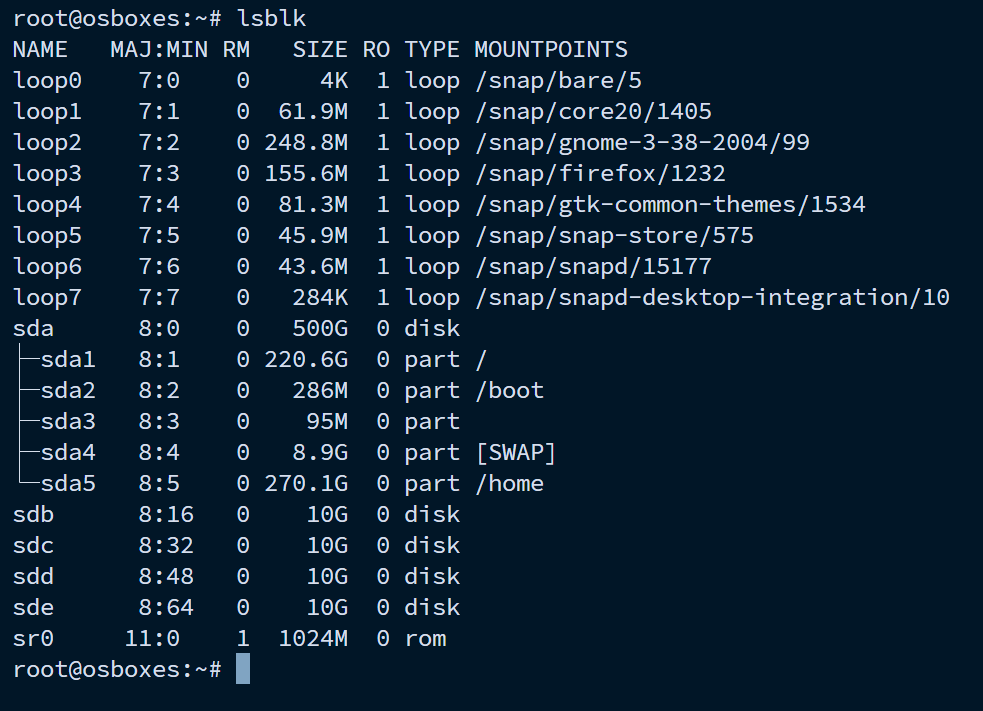 root@osboxes:~# lsblk
NAME   MAJ:MIN RM   SIZE RO TYPE MOUNTPOINTS
loop0    7:0    0     4K  1 loop /snap/bare/5
loop1    7:1    0  61.9M  1 loop /snap/core20/1405
loop2    7:2    0 248.8M  1 loop /snap/gnome-3-38-2004/99
loop3    7:3    0 155.6M  1 loop /snap/firefox/1232
loop4    7:4    0  81.3M  1 loop /snap/gtk-common-themes/1534
loop5    7:5    0  45.9M  1 loop /snap/snap-store/575
loop6    7:6    0  43.6M  1 loop /snap/snapd/15177
loop7    7:7    0   284K  1 loop /snap/snapd-desktop-integration/10
sda      8:0    0   500G  0 disk
├─sda1   8:1    0 220.6G  0 part /
├─sda2   8:2    0   286M  0 part /boot
├─sda3   8:3    0    95M  0 part
├─sda4   8:4    0   8.9G  0 part [SWAP]
└─sda5   8:5    0 270.1G  0 part /home
sdb      8:16   0    10G  0 disk
sdc      8:32   0    10G  0 disk
sdd      8:48   0    10G  0 disk
sde      8:64   0    10G  0 disk
sr0     11:0    1  1024M  0 rom
root@osboxes:~#